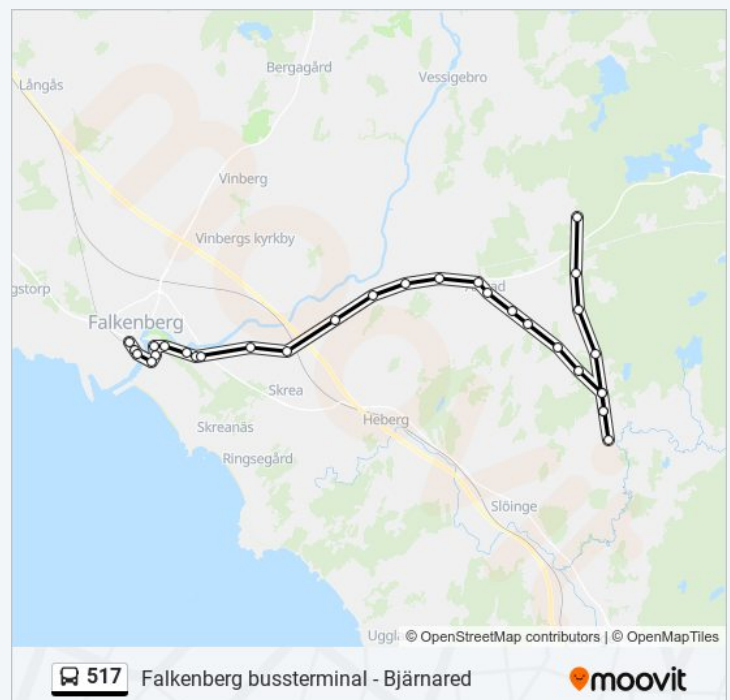 Bergagård
Långås
Vessigebro
Vinberg
Vinbergs kyrkby
gstorp
Falkenberg
Skrea
Heberg
Skreanäs
Ringsegård
Slöinge
Uggl
© OpenStreetMap contributors | © OpenMapTiles
517
Falkenberg bussterminal - Bjärnared
moovit